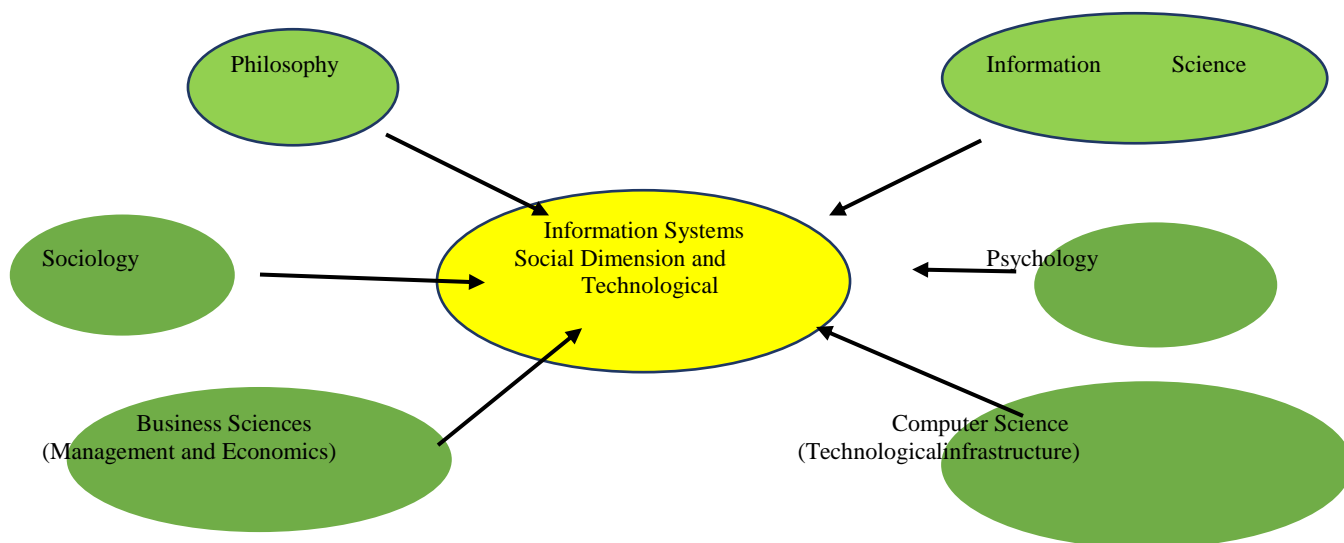 Philosophy
Information Science
Information Systems
Social Dimension and
Technological
Sociology
Psychology
Business Sciences
(Management and Economics)
Computer Science
(Technologicalinfrastructure)